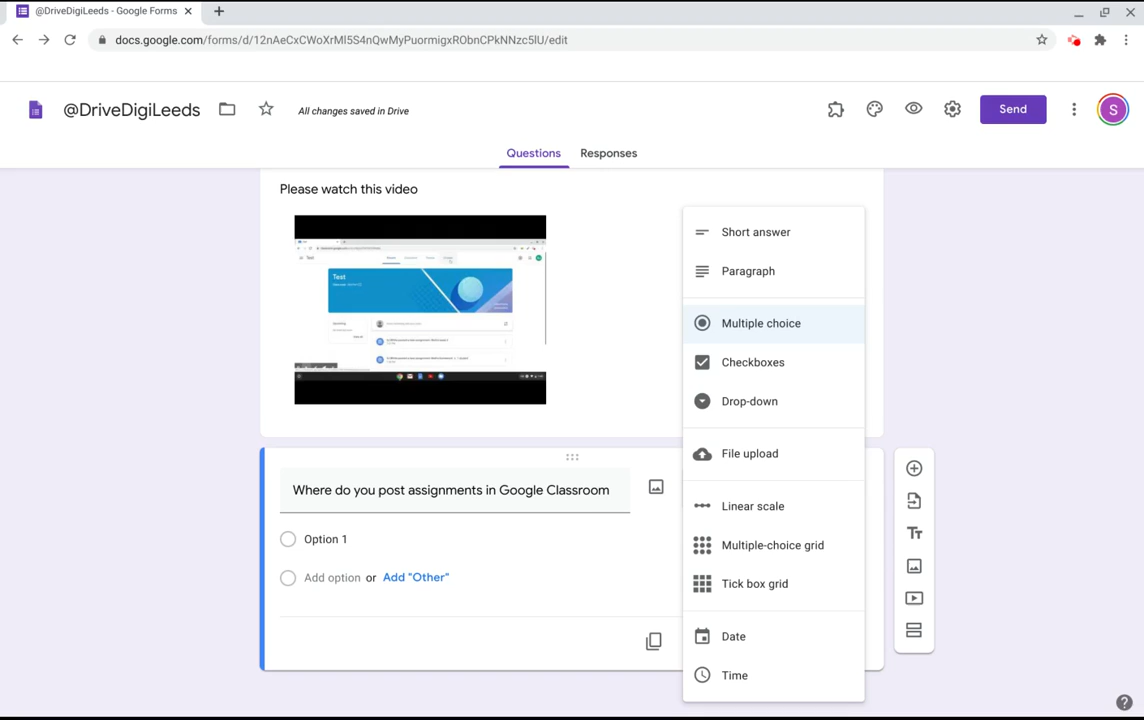 @DriveDigiLeeds - Google Forms
docs.google.com/forms/d/12nAeCxCWoXrMl5S4nQwMyPuormigxRObnCPkNNzc5lU/edit
@DriveDigiLeeds
All changes saved in Drive
Send
S
Questions
Responses
Please watch this video
Test
Short answer
Paragraph
Multiple choice
Checkboxes
Drop-down
File upload
Linear scale
Multiple-choice grid
Tick box grid
Date
Time
Where do you post assignments in Google Classroom
Option 1
Add option or Add "Other"